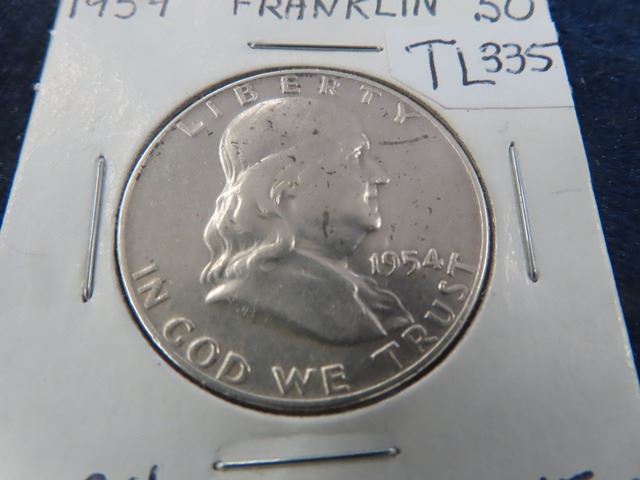 1954 FRANKLIN .50
TL335
LIBERTY
1954
IN GOD WE TRUST